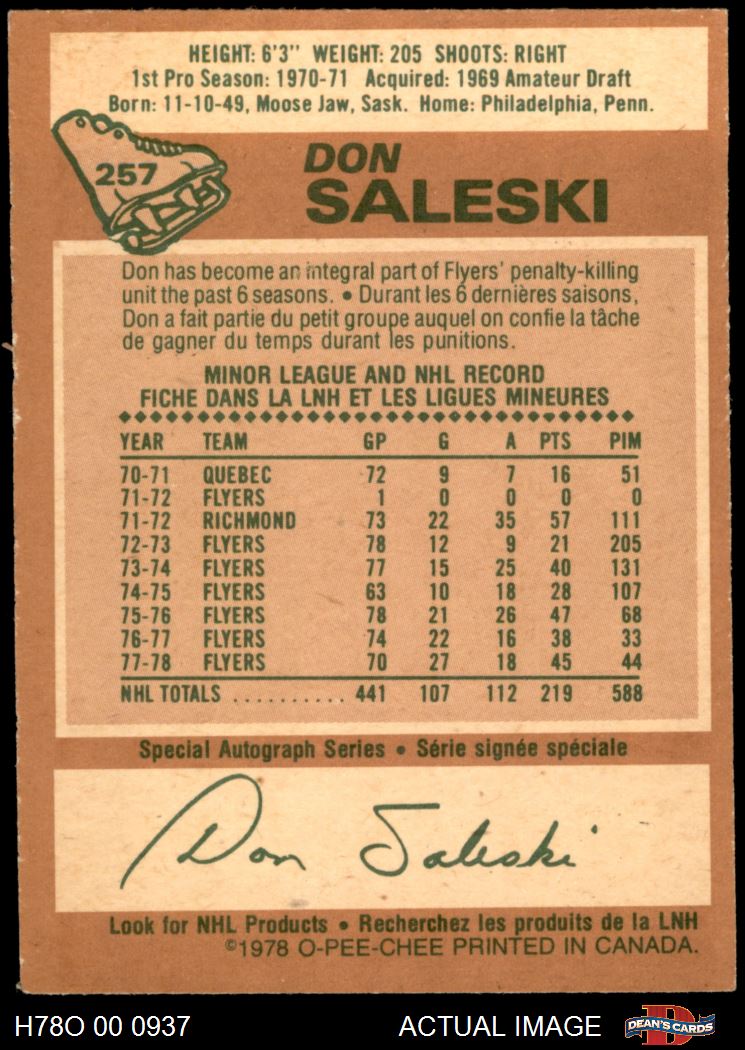 HEIGHT: 6'3" WEIGHT: 205 SHOOTS: RIGHT
1st Pro Season: 1970-71 Acquired: 1969 Amateur Draft
Born: 11-10-49, Moose Jaw, Sask. Home: Philadelphia, Penn.
257
DON
SALESKI
Don has become an integral part of Flyers' penalty-killing
unit the past 6 seasons. • Durant les 6 dernières saisons,
Don a fait partie du petit groupe auquel on confie la tâche
de gagner du temps durant les punitions.
MINOR LEAGUE AND NHL RECORD
FICHE DANS LA LNH ET LES LIGUES MINEURES
YEAR TEAM GP G A PTS PIM
70-71 QUEBEC 72 9 7 16 51
71-72 FLYERS 1 0 0 0 0
71-72 RICHMOND 73 22 35 57 111
72-73 FLYERS 78 12 9 21 205
73-74 FLYERS 77 15 25 40 131
74-75 FLYERS 63 10 18 28 107
75-76 FLYERS 78 21 26 47 68
76-77 FLYERS 74 22 16 38 33
77-78 FLYERS 70 27 18 45 44
NHL TOTALS .......... 441 107 112 219 588
Special Autograph Series • Série signée spéciale
Don Saleski
Look for NHL Products • Recherchez les produits de la LNH
©1978 O-PEE-CHEE PRINTED IN CANADA.
H78O 00 0937 ACTUAL IMAGE D DEAN'S CARDS